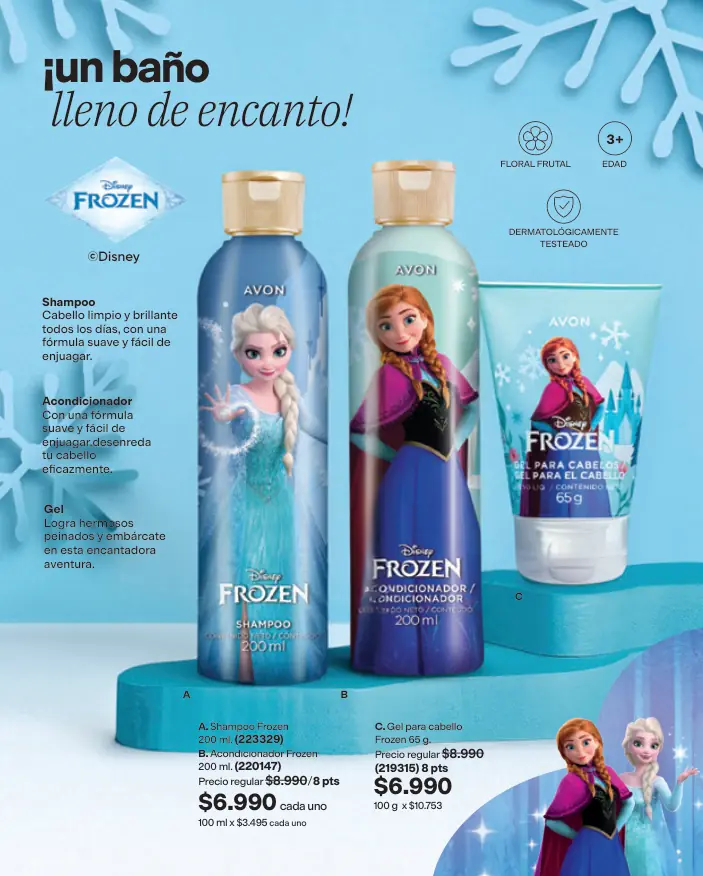 ¡un baño
lleno de encanto!
FLORAL FRUTAL
3+
EDAD
DERMATOLÓGICAMENTE
TESTEADO
Disney
FROZEN
©Disney
Shampoo
Cabello limpio y brillante
todos los días, con una
fórmula suave y fácil de
enjuagar.
Acondicionador
Con una fórmula
suave y fácil de
enjuagar,desenreda
tu cabello
eficazmente.
Gel
Logra hermosos
peinados y embárcate
en esta encantadora
aventura.
AVON
Disney
FROZEN
SHAMPOO
CONTENIDO NETO / CONTEÚDO
200 ml
AVON
Disney
FROZEN
ACONDICIONADOR /
CONDICIONADOR
200 ml
AVON
Disney
FROZEN
GEL PARA CABELOS
GEL PARA EL CABELLO
/ CONTENIDO NETO
65 g
A
B
C
A. Shampoo Frozen
200 ml. (223329)
B. Acondicionador Frozen
200 ml. (220147)
Precio regular $8.990/8 pts
$6.990 cada uno
100 ml x $3.495 cada uno
C. Gel para cabello
Frozen 65 g.
Precio regular $8.990
(219315) 8 pts
$6.990
100 g x $10.753